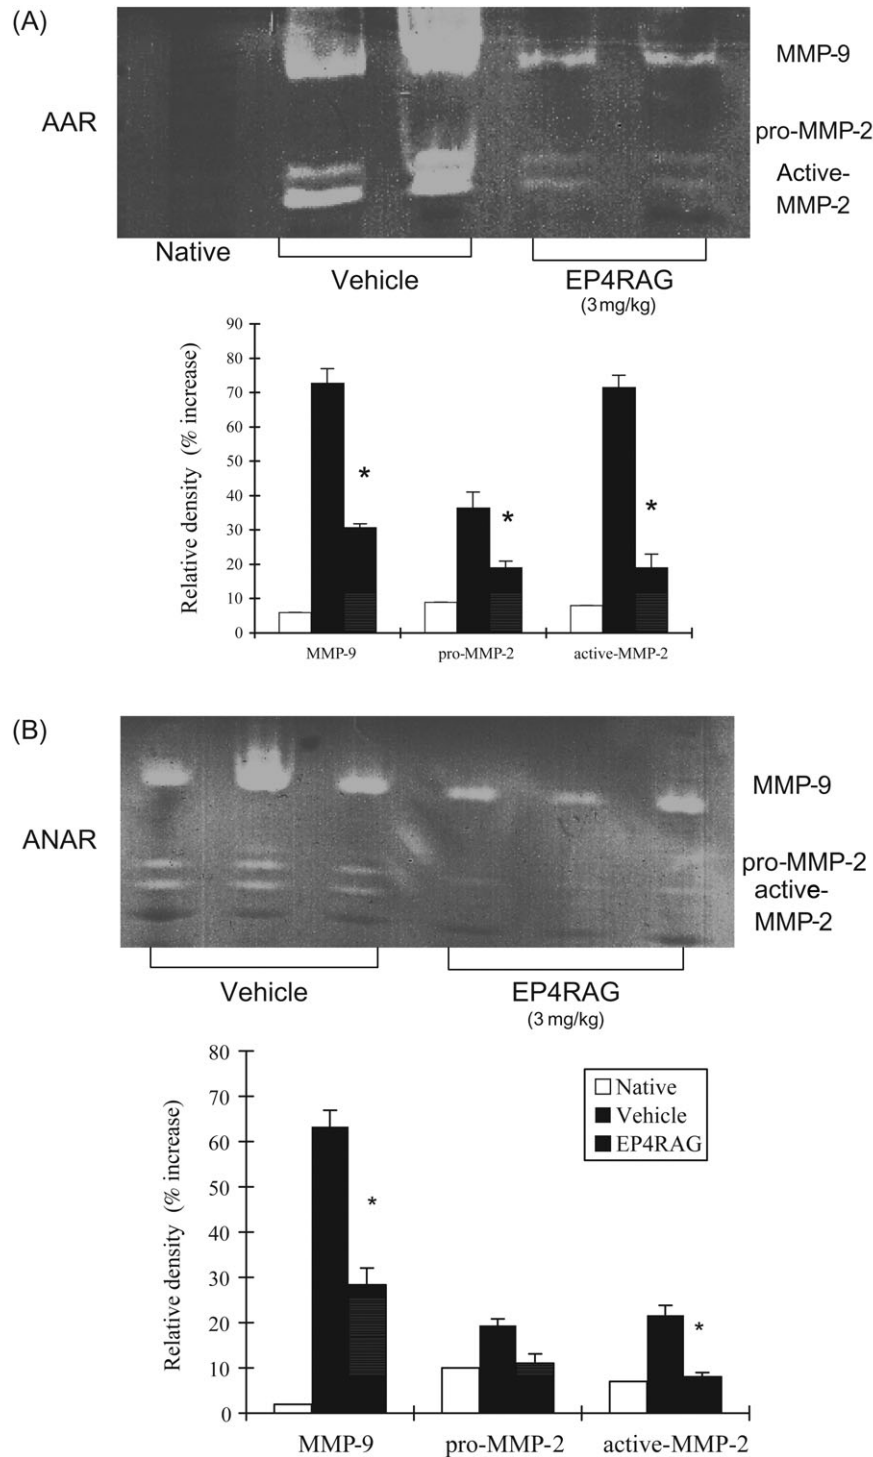 (A)
AAR
MMP-9
pro-MMP-2
Active-
MMP-2
Native
Vehicle
EP4RAG
(3 mg/kg)
Relative density (% increase)
90
80
70
60
50
40
30
20
10
0
*
*
*
MMP-9
pro-MMP-2
active-MMP-2
(B)
ANAR
MMP-9
pro-MMP-2
active-
MMP-2
Vehicle
EP4RAG
(3 mg/kg)
Relative density (% increase)
80
70
60
50
40
30
20
10
0
Native
Vehicle
EP4RAG
*
*
MMP-9
pro-MMP-2
active-MMP-2